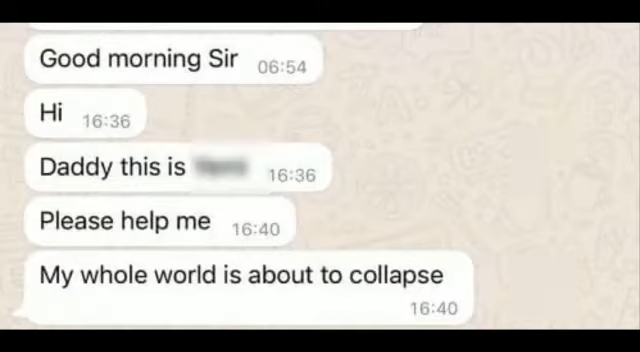 Good morning Sir 06:54
Hi 16:36
Daddy this is 16:36
Please help me 16:40
My whole world is about to collapse
16:40